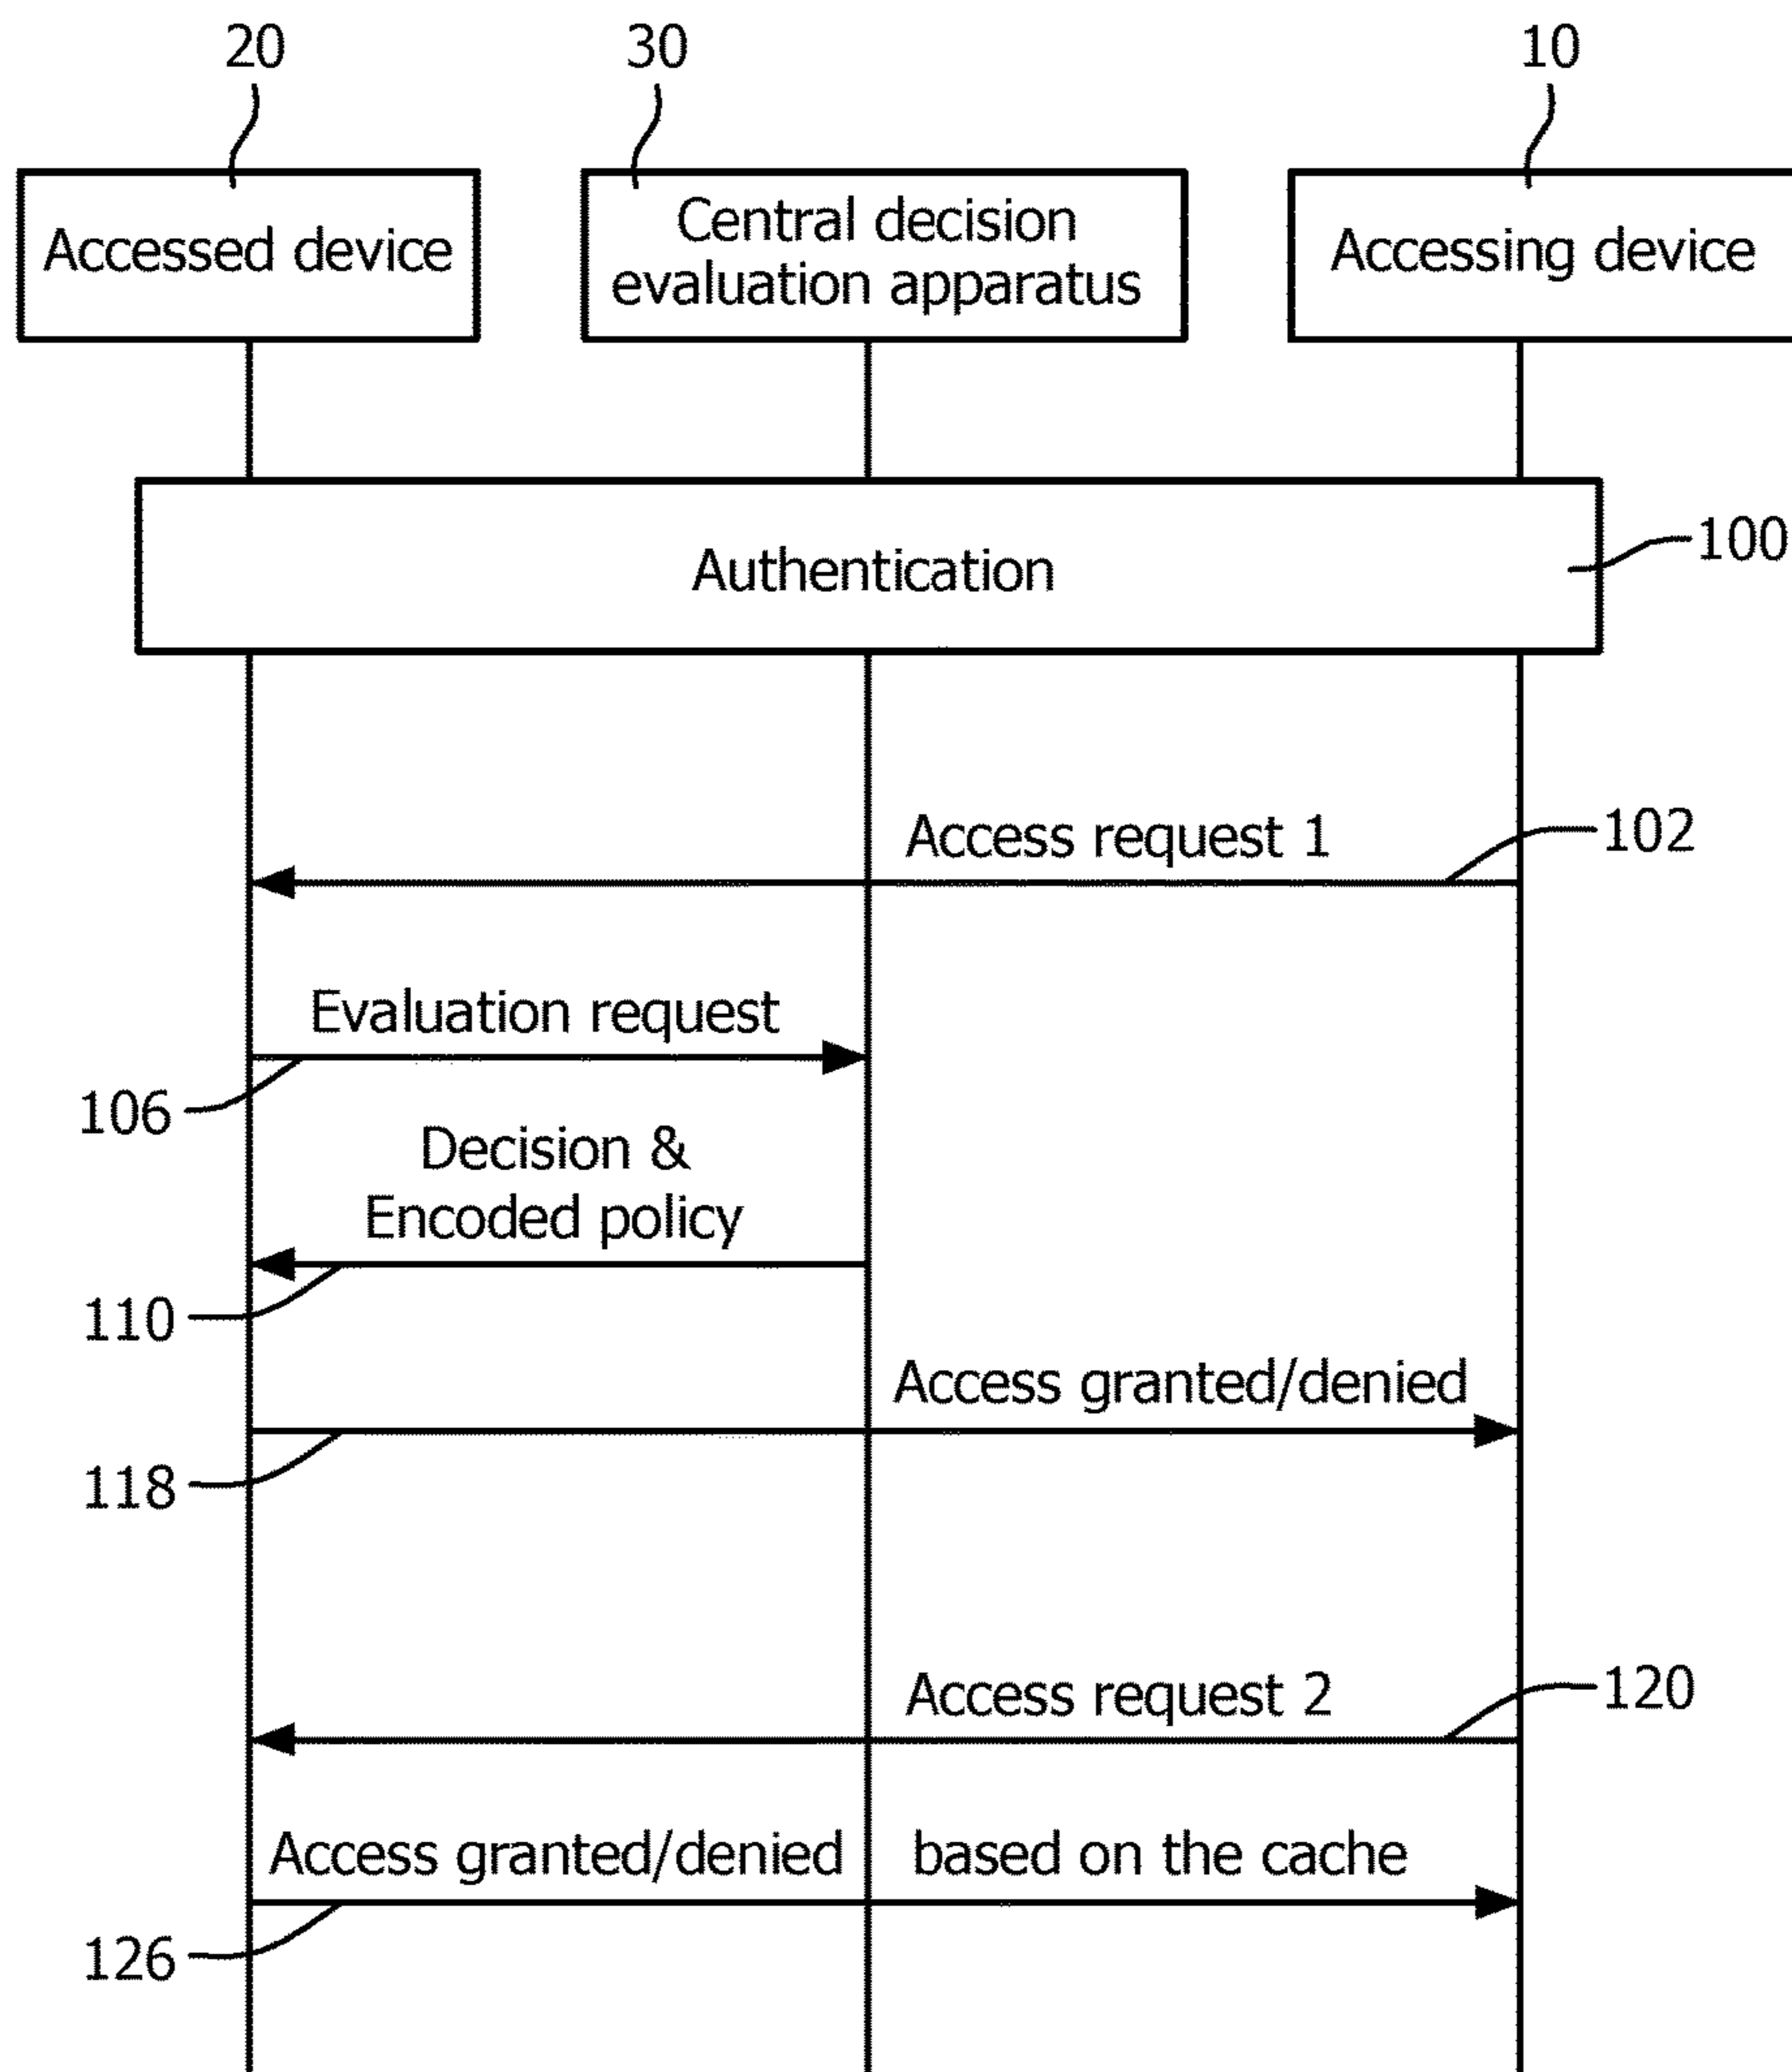 20
30
10
Accessed device
Central decision
evaluation apparatus
Accessing device
Authentication
100
Access request 1
102
Evaluation request
106
Decision &
Encoded policy
110
Access granted/denied
118
Access request 2
120
Access granted/denied based on the cache
126